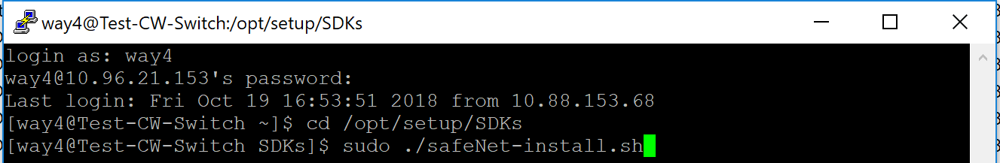 way4@Test-CW-Switch:/opt/setup/SDKs
login as: way4
way4@10.96.21.153's password:
Last login: Fri Oct 19 16:53:51 2018 from 10.88.153.68
[way4@Test-CW-Switch ~]$ cd /opt/setup/SDKs
[way4@Test-CW-Switch SDKs]$ sudo ./safeNet-install.sh